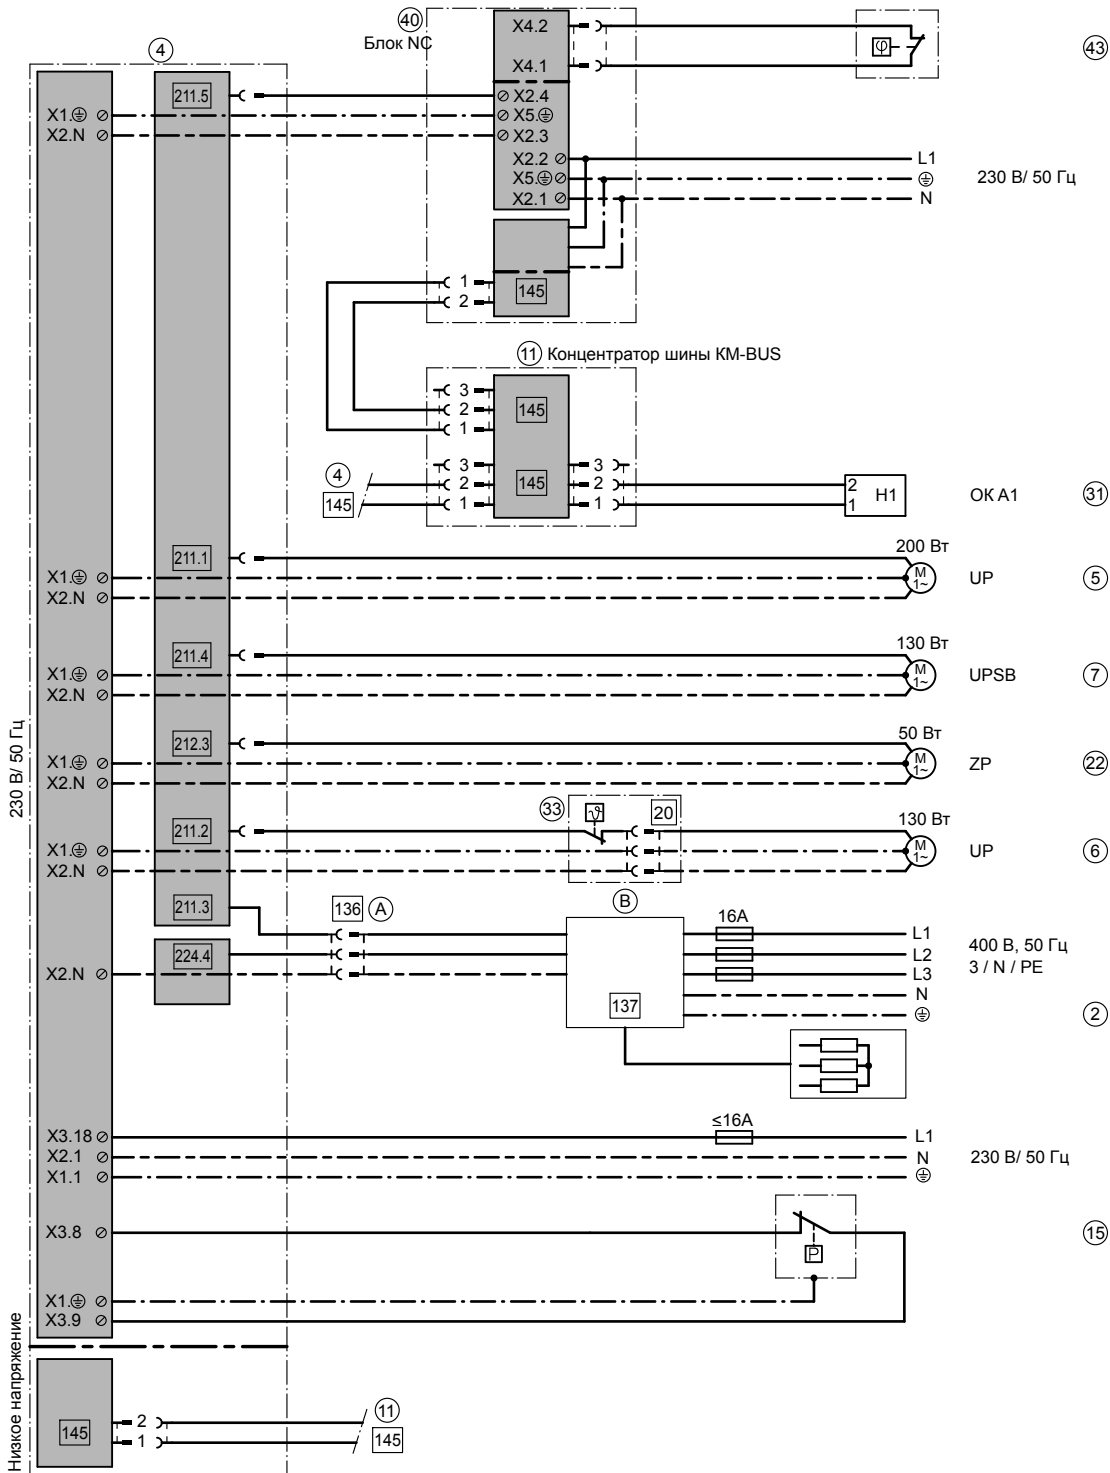 40
Блок NC
X4.2
X4.1
43
4
211.5
X2.4
X1.
X5.
X2.N
X2.3
X2.2
L1
X5.
230 В/ 50 Гц
X2.1
N
1
2
145
11 Концентратор шины КМ-BUS
3
2
145
1
3
3
4
2
145
2
2
H1
OK A1
31
145
1
1
1
211.1
200 Вт
X1.
M
1~
UP
5
X2.N
211.4
130 Вт
X1.
M
1~
UPSB
7
X2.N
212.3
50 Вт
X1.
M
1~
ZP
22
X2.N
230 В/ 50 Гц
33
ϑ
20
211.2
130 Вт
X1.
M
1~
UP
6
X2.N
211.3
136
A
B
16A
L1
400 В, 50 Гц
3 / N / PE
224.4
L2
X2.N
L3
N
137
2
≤16A
X3.18
L1
X2.1
N
230 В/ 50 Гц
X1.1
X3.8
P
15
X1.
X3.9
Низкое напряжение
145
2
1
11
145
φ